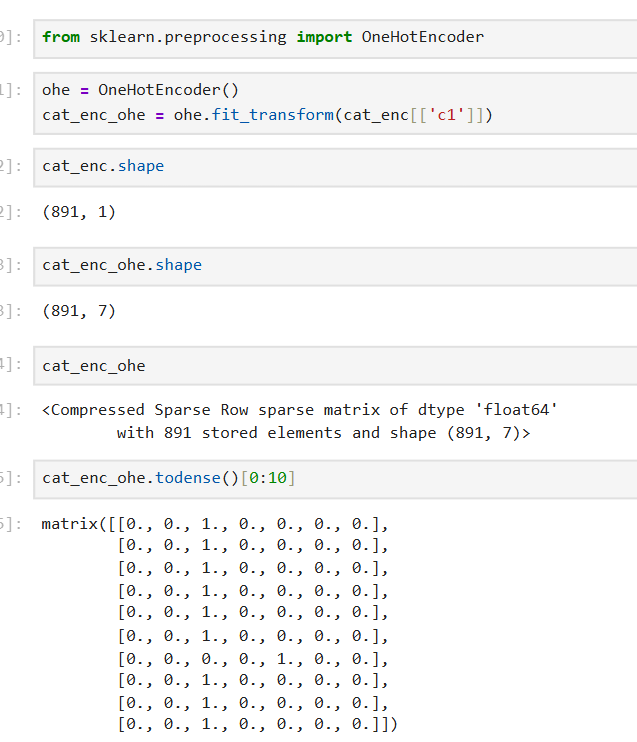 0]: from sklearn.preprocessing import OneHotEncoder
1]: ohe = OneHotEncoder()
cat_enc_ohe = ohe.fit_transform(cat_enc[['c1']])
2]: cat_enc.shape
2]: (891, 1)
3]: cat_enc_ohe.shape
3]: (891, 7)
4]: cat_enc_ohe
4]: <Compressed Sparse Row sparse matrix of dtype 'float64'
        with 891 stored elements and shape (891, 7)>
5]: cat_enc_ohe.todense()[0:10]
5]: matrix([[0., 0., 1., 0., 0., 0., 0.],
        [0., 0., 1., 0., 0., 0., 0.],
        [0., 0., 1., 0., 0., 0., 0.],
        [0., 0., 1., 0., 0., 0., 0.],
        [0., 0., 1., 0., 0., 0., 0.],
        [0., 0., 1., 0., 0., 0., 0.],
        [0., 0., 0., 0., 1., 0., 0.],
        [0., 0., 1., 0., 0., 0., 0.],
        [0., 0., 1., 0., 0., 0., 0.],
        [0., 0., 1., 0., 0., 0., 0.]])